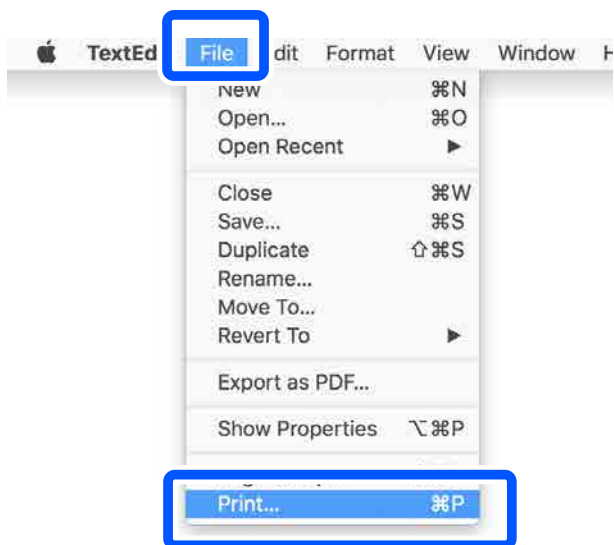 TextEd File dit Format View Window H
New ⌘N
Open... ⌘O
Open Recent ▶
Close ⌘W
Save... ⌘S
Duplicate ⇧⌘S
Rename...
Move To...
Revert To ▶
Export as PDF...
Show Properties ⌥⌘P
Print... ⌘P